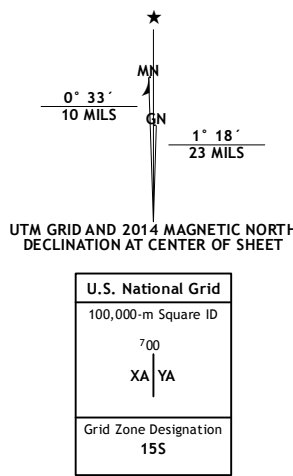 MN
0° 33´
10 MILS
GN
1° 18´
23 MILS
UTM GRID AND 2014 MAGNETIC NORTH
DECLINATION AT CENTER OF SHEET
U.S. National Grid
100,000-m Square ID
⁷00
XA YA
Grid Zone Designation
15S